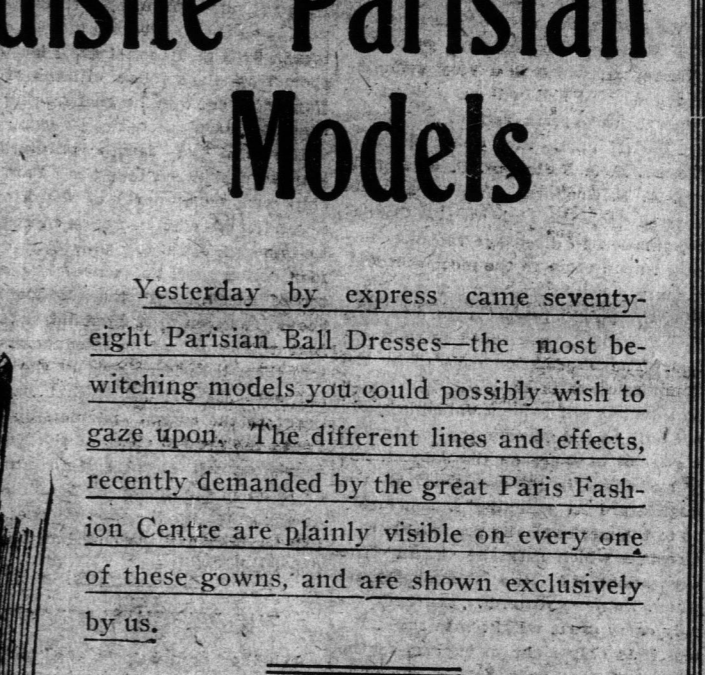 Parisian
Models
Yesterday by express came seventy-
eight Parisian Ball Dresses—the most be-
witching models you could possibly wish to
gaze upon. The different lines and effects,
recently demanded by the great Paris Fash-
ion Centre are plainly visible on every one
of these gowns, and are shown exclusively
by us.